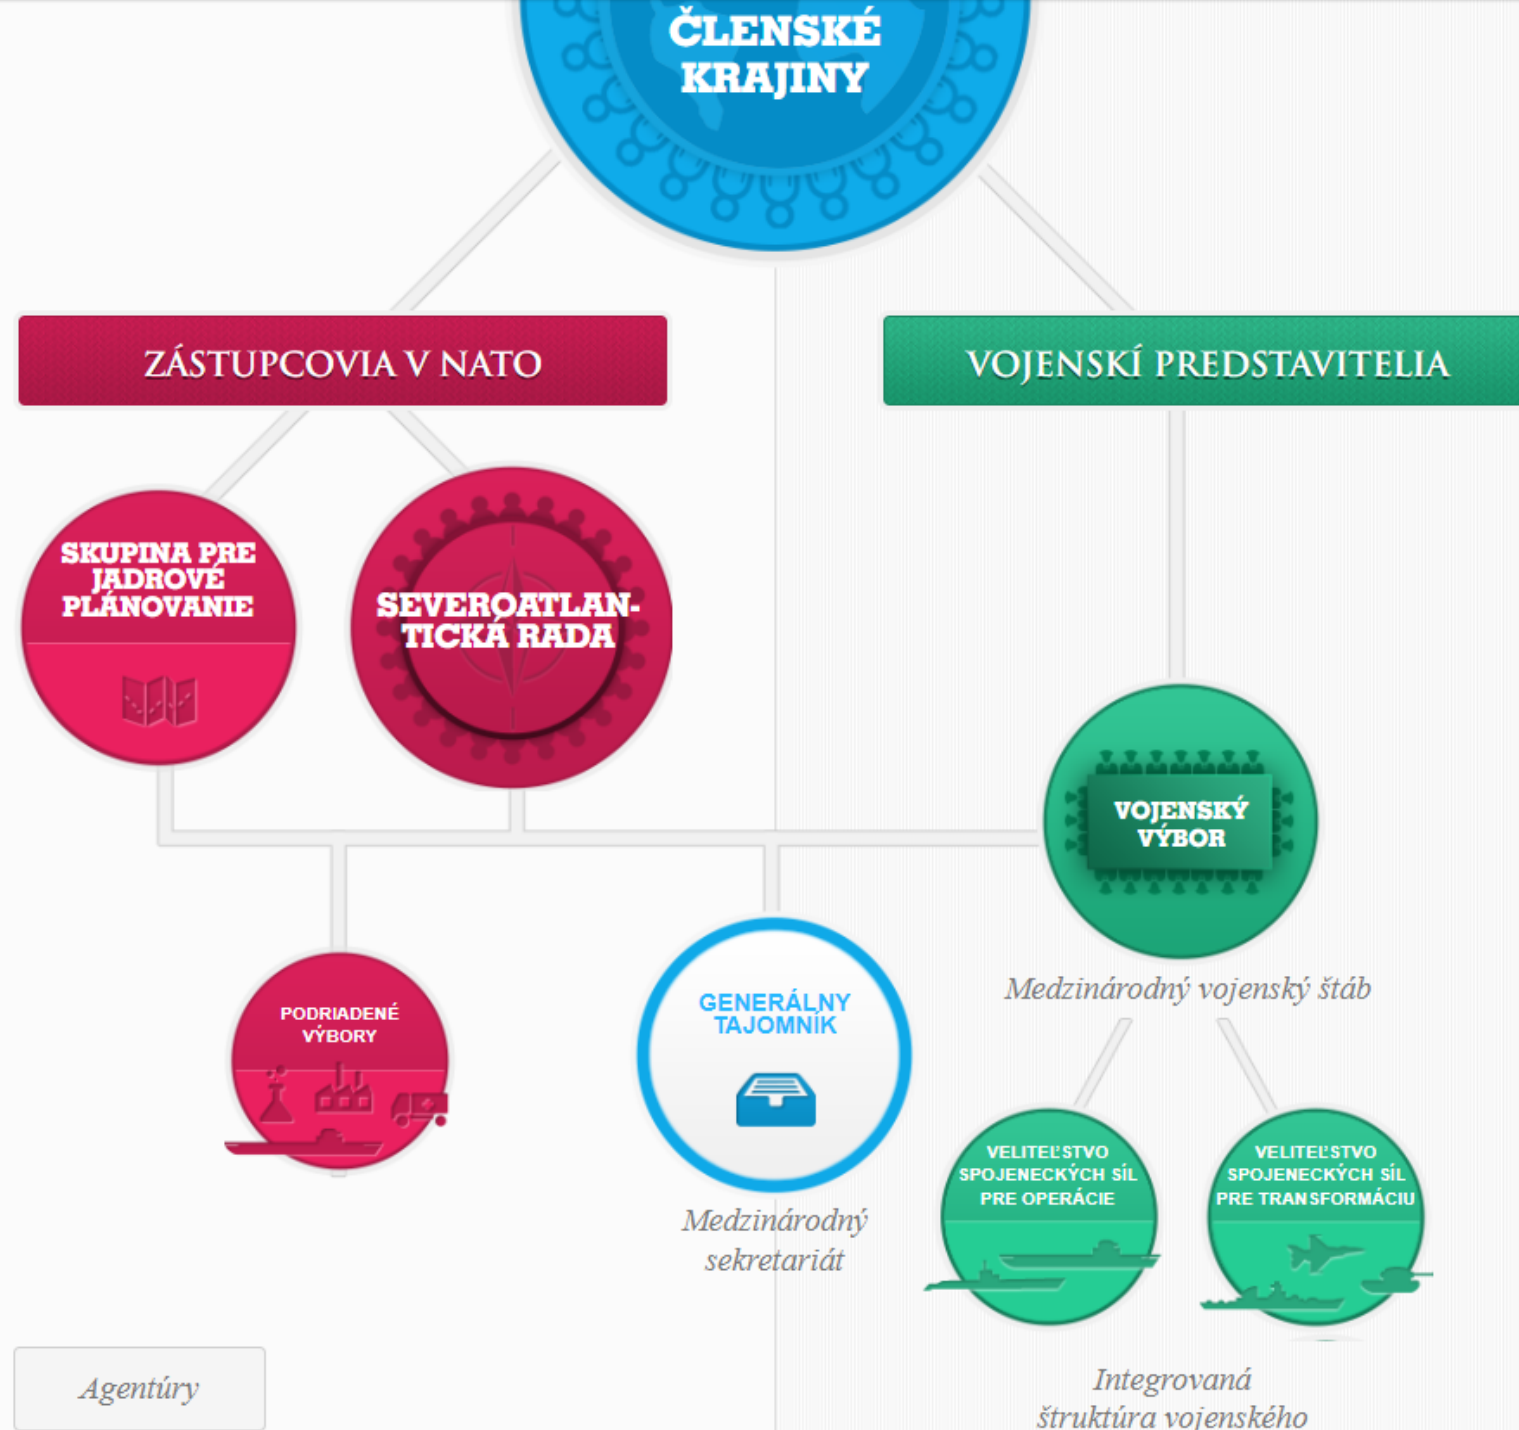 ČLENSKÉ
KRAJINY
ZÁSTUPCOVIA V NATO
VOJENSKÍ PREDSTAVITELIA
SKUPINA PRE
JADROVÉ
PLÁNOVANIE
SEVEROATLAN-
TICKÁ RADA
VOJENSKÝ
VÝBOR
Medzinárodný vojenský štáb
PODRIADENÉ
VÝBORY
GENERÁLNY
TAJOMNÍK
Medzinárodný
sekretariát
VELITEĽSTVO
SPOJENECKÝCH SÍL
PRE OPERÁCIE
VELITEĽSTVO
SPOJENECKÝCH SÍL
PRE TRANSFORMÁCIU
Agentúry
Integrovaná
štruktúra vojenského